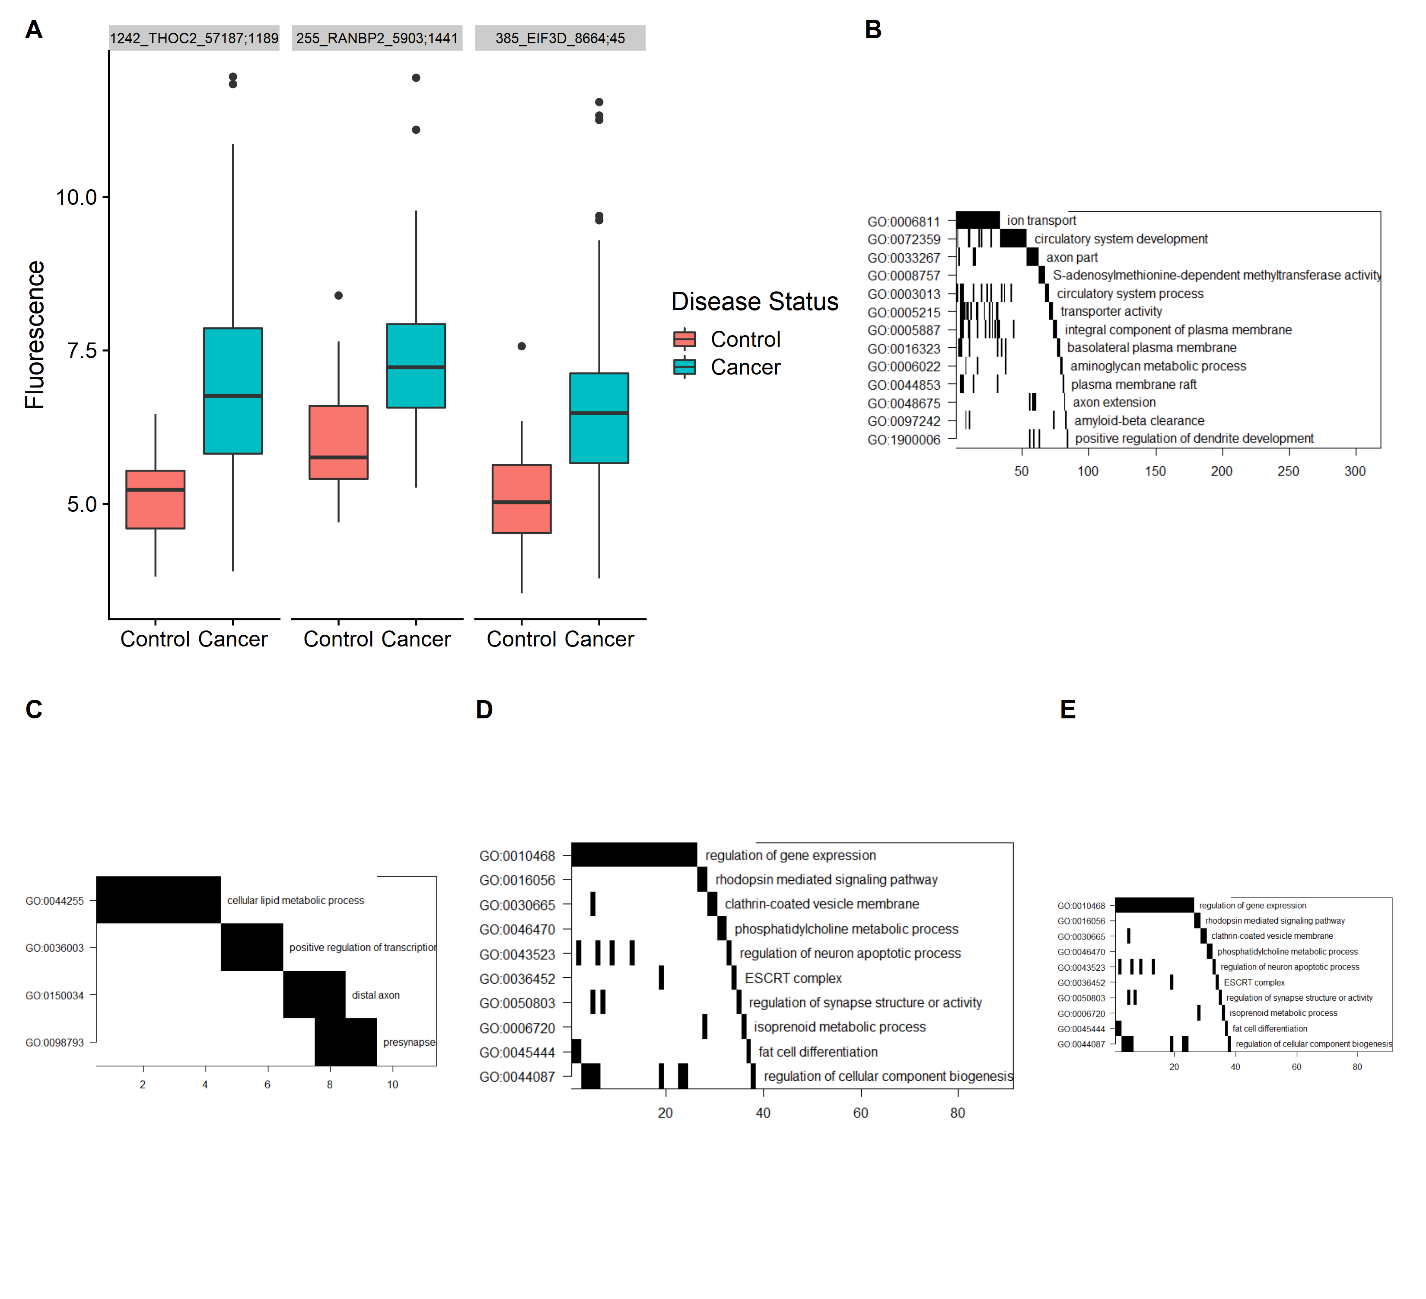 A
1242_THOC2_57187;1189
255_RANBP2_5903;1441
385_EIF3D_8664;45
Fluorescence
10.0
7.5
5.0
Control Cancer
Control Cancer
Control Cancer
Disease Status
Control
Cancer
B
GO:0006811 ion transport
GO:0072359 circulatory system development
GO:0033267 axon part
GO:0008757 S-adenosylmethionine-dependent methyltransferase activity
GO:0003013 circulatory system process
GO:0005215 transporter activity
GO:0005887 integral component of plasma membrane
GO:0016323 basolateral plasma membrane
GO:0006022 aminoglycan metabolic process
GO:0044853 plasma membrane raft
GO:0048675 axon extension
GO:0097242 amyloid-beta clearance
GO:1900006 positive regulation of dendrite development
50 100 150 200 250 300
C
GO:0044255 cellular lipid metabolic process
GO:0036003 positive regulation of transcription
GO:0150034 distal axon
GO:0098793 presynapse
2 4 6 8 10
D
GO:0010468 regulation of gene expression
GO:0016056 rhodopsin mediated signaling pathway
GO:0030665 clathrin-coated vesicle membrane
GO:0046470 phosphatidylcholine metabolic process
GO:0043523 regulation of neuron apoptotic process
GO:0036452 ESCRT complex
GO:0050803 regulation of synapse structure or activity
GO:0006720 isoprenoid metabolic process
GO:0045444 fat cell differentiation
GO:0044087 regulation of cellular component biogenesis
20 40 60 80
E
GO:0010468 regulation of gene expression
GO:0016056 rhodopsin mediated signaling pathway
GO:0030665 clathrin-coated vesicle membrane
GO:0046470 phosphatidylcholine metabolic process
GO:0043523 regulation of neuron apoptotic process
GO:0036452 ESCRT complex
GO:0050803 regulation of synapse structure or activity
GO:0006720 isoprenoid metabolic process
GO:0045444 fat cell differentiation
GO:0044087 regulation of cellular component biogenesis
20 40 60 80